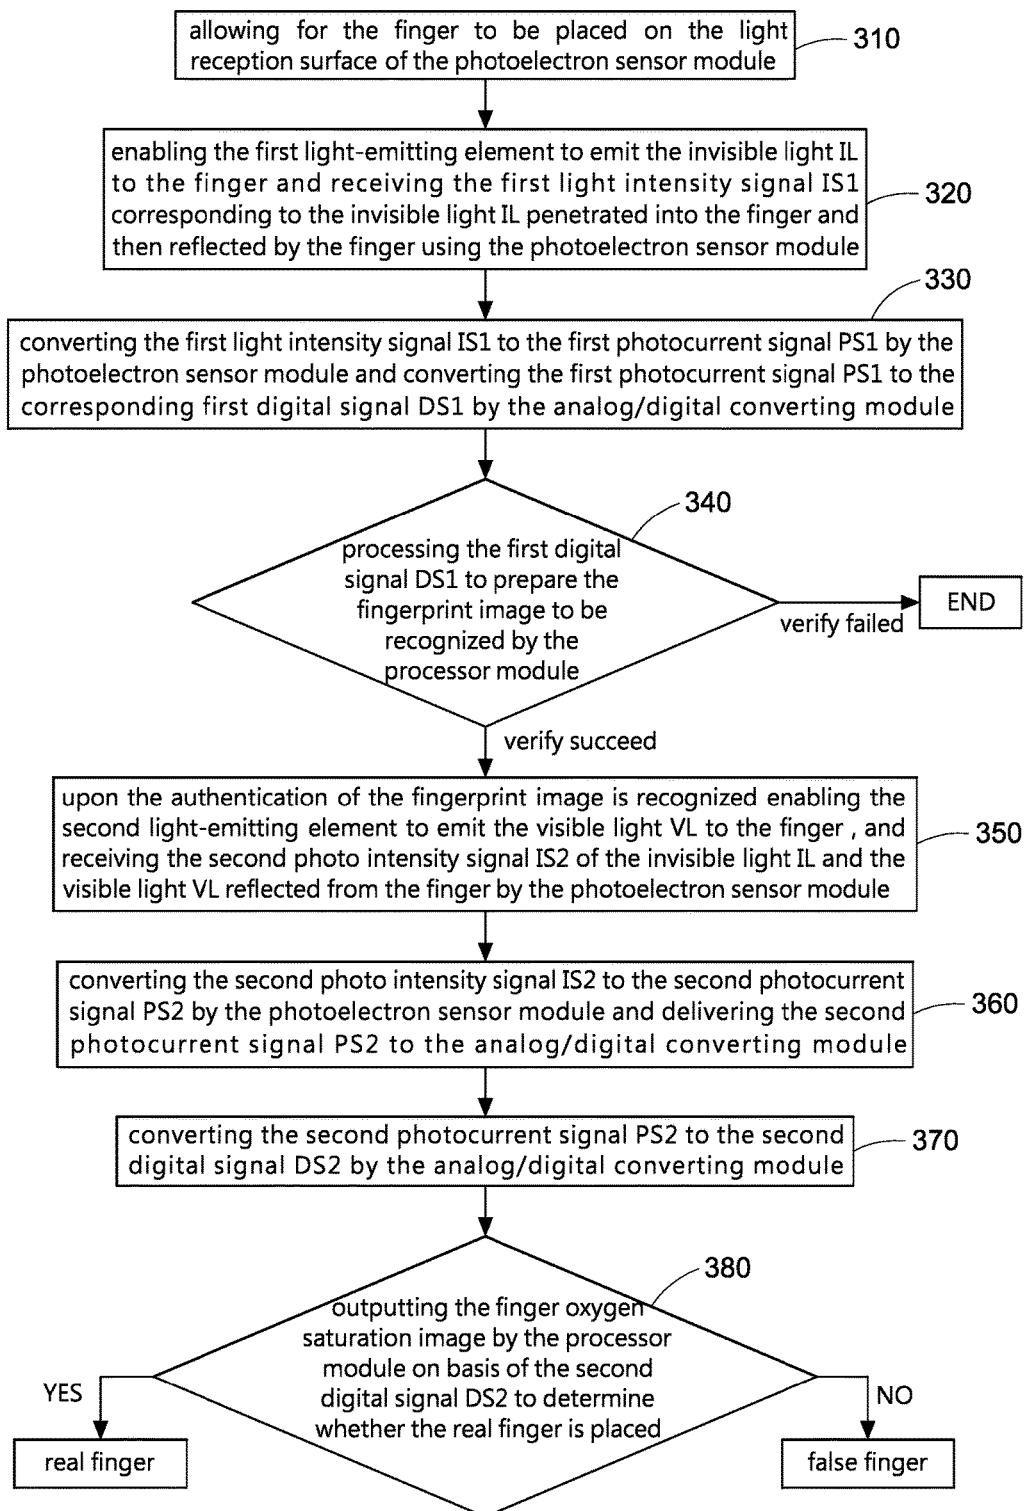 allowing for the finger to be placed on the light
reception surface of the photoelectron sensor module
310
enabling the first light-emitting element to emit the invisible light IL
to the finger and receiving the first light intensity signal IS1
corresponding to the invisible light IL penetrated into the finger and
then reflected by the finger using the photoelectron sensor module
320
330
converting the first light intensity signal IS1 to the first photocurrent signal PS1 by the
photoelectron sensor module and converting the first photocurrent signal PS1 to the
corresponding first digital signal DS1 by the analog/digital converting module
340
processing the first digital
signal DS1 to prepare the
fingerprint image to be
recognized by the
processor module
END
verify failed
verify succeed
upon the authentication of the fingerprint image is recognized enabling the
second light-emitting element to emit the visible light VL to the finger , and
receiving the second photo intensity signal IS2 of the invisible light IL and the
visible light VL reflected from the finger by the photoelectron sensor module
350
converting the second photo intensity signal IS2 to the second photocurrent
signal PS2 by the photoelectron sensor module and delivering the second
photocurrent signal PS2 to the analog/digital converting module
360
converting the second photocurrent signal PS2 to the second
digital signal DS2 by the analog/digital converting module
370
380
outputting the finger oxygen
saturation image by the processor
module on basis of the second
digital signal DS2 to determine
whether the real finger is placed
YES
NO
real finger
false finger